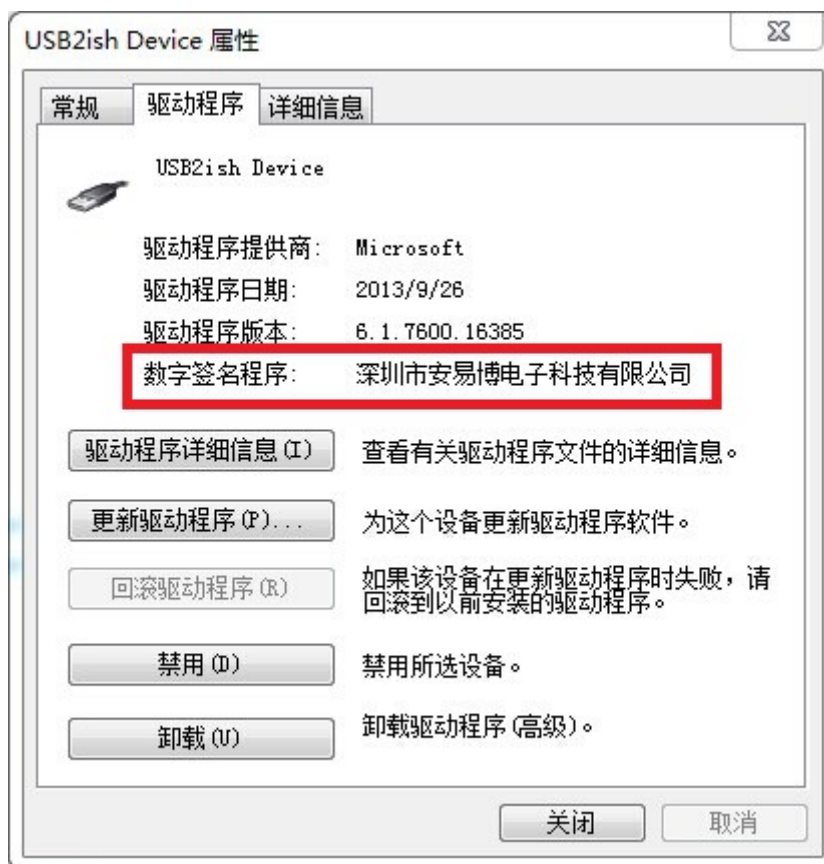 USB2ish Device 属性
常规 驱动程序 详细信息
USB2ish Device
驱动程序提供商: Microsoft
驱动程序日期: 2013/9/26
驱动程序版本: 6.1.7600.16385
数字签名程序: 深圳市安易博电子科技有限公司
驱动程序详细信息(I) 查看有关驱动程序文件的详细信息。
更新驱动程序(P)... 为这个设备更新驱动程序软件。
回滚驱动程序(R) 如果该设备在更新驱动程序时失败，请
回滚到以前安装的驱动程序。
禁用(D) 禁用所选设备。
卸载(U) 卸载驱动程序(高级)。
关闭 取消